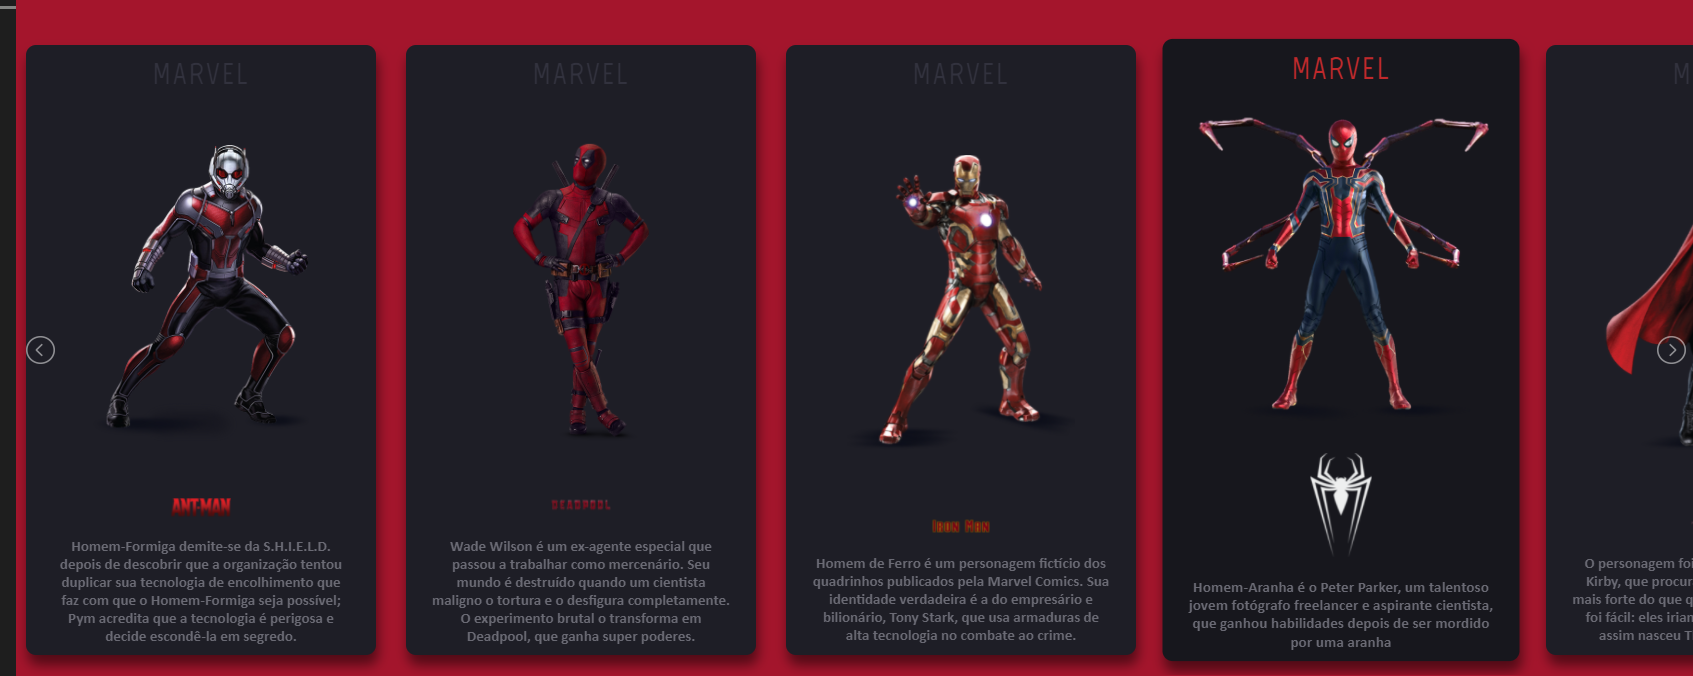 MARVEL
ANT-MAN
Homem-Formiga demite-se da S.H.I.E.L.D.
depois de descobrir que a organização tentou
duplicar sua tecnologia de encolhimento que
faz com que o Homem-Formiga seja possível;
Pym acredita que a tecnologia é perigosa e
decide escondê-la em segredo.
MARVEL
DEADPOOL
Wade Wilson é um ex-agente especial que
passou a trabalhar como mercenário. Seu
mundo é destruído quando um cientista
maligno o tortura e o desfigura completamente.
O experimento brutal o transforma em
Deadpool, que ganha super poderes.
MARVEL
IRON MAN
Homem de Ferro é um personagem fictício dos
quadrinhos publicados pela Marvel Comics. Sua
identidade verdadeira é a do empresário e
bilionário, Tony Stark, que usa armaduras de
alta tecnologia no combate ao crime.
MARVEL
Homem-Aranha é o Peter Parker, um talentoso
jovem fotógrafo freelancer e aspirante cientista,
que ganhou habilidades depois de ser mordido
por uma aranha
M
O personagem foi
Kirby, que procur
mais forte do que q
foi fácil: eles irian
assim nasceu T